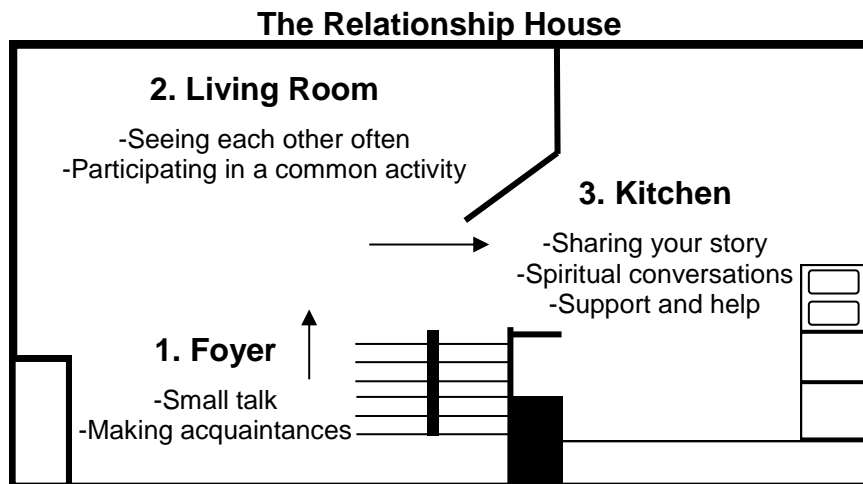 The Relationship House
2. Living Room
-Seeing each other often
-Participating in a common activity
3. Kitchen
-Sharing your story
-Spiritual conversations
-Support and help
1. Foyer
-Small talk
-Making acquaintances